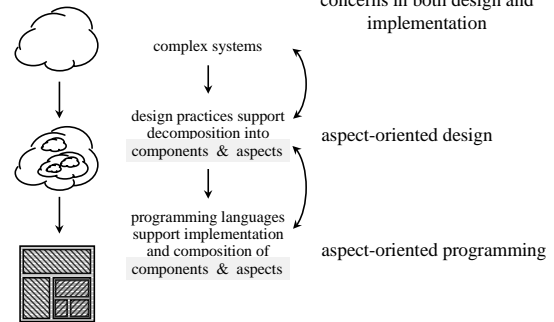 concerns in both design and
implementation
complex systems
design practices support
decomposition into
components & aspects
aspect-oriented design
programming languages
support implementation
and composition of
components & aspects
aspect-oriented programming